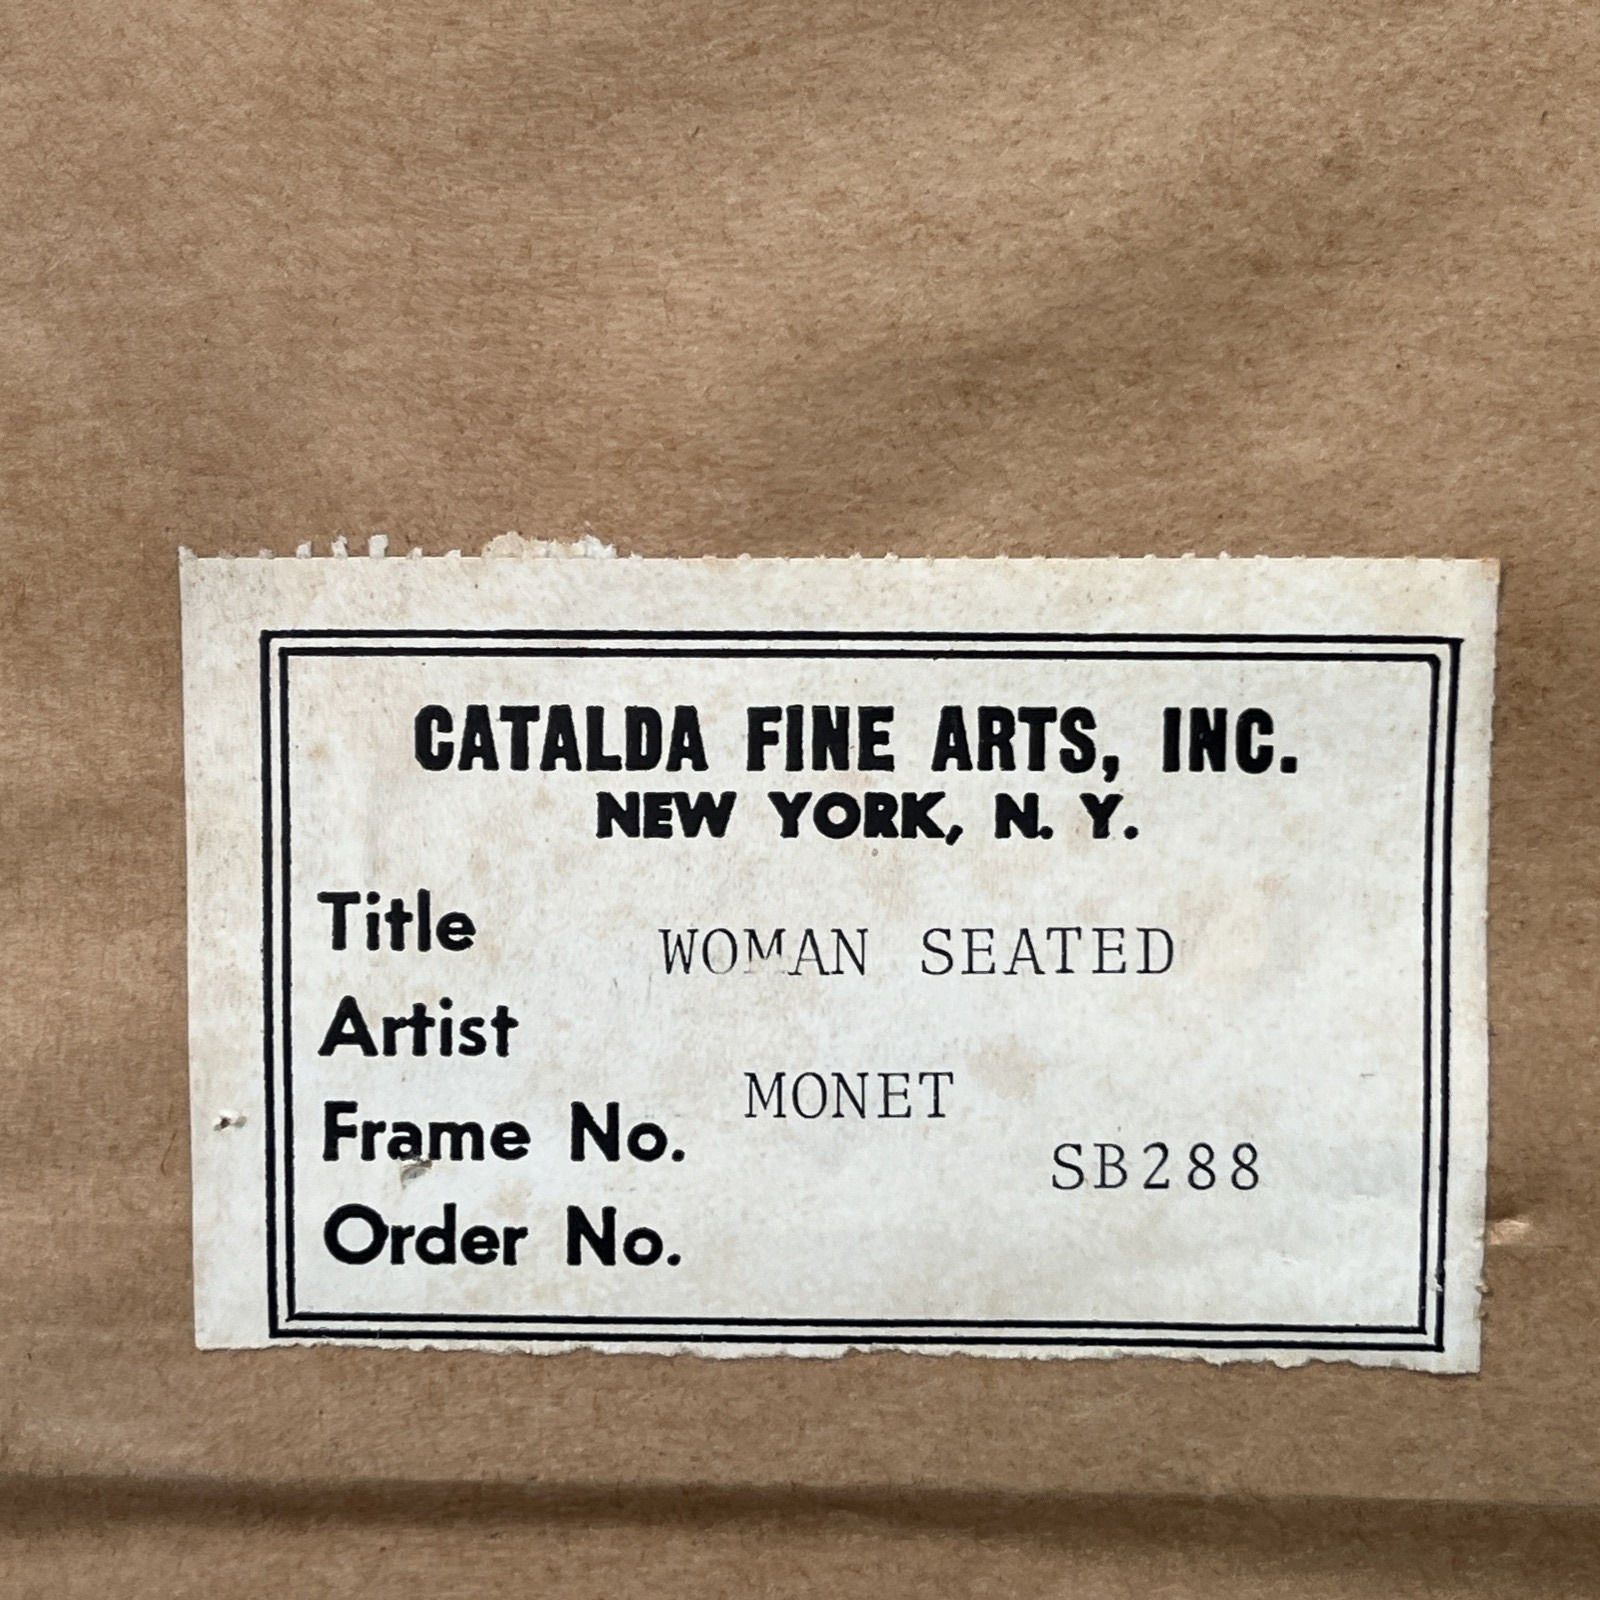 CATALDA FINE ARTS, INC.
NEW YORK, N. Y.
Title WOMAN SEATED
Artist MONET
Frame No. SB288
Order No.